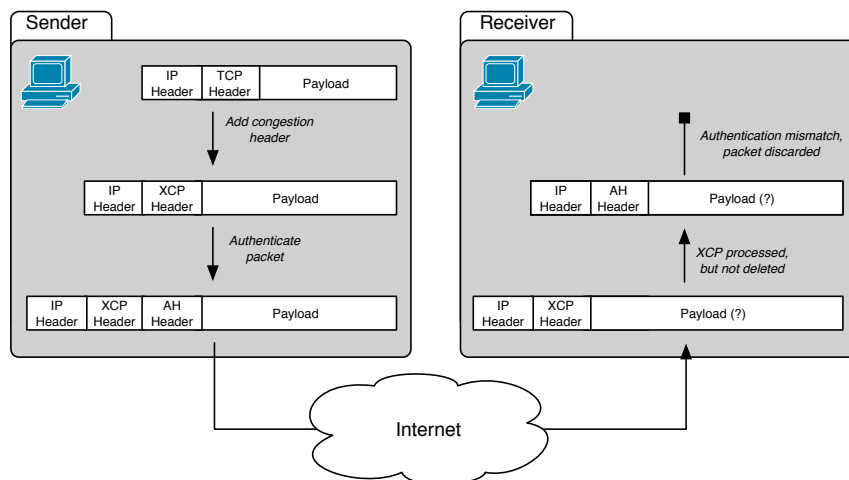 Sender
IP
Header
TCP
Header
Payload
Add congestion
header
IP
Header
XCP
Header
Payload
Authenticate
packet
IP
Header
XCP
Header
AH
Header
Payload
Internet
Receiver
Authentication mismatch,
packet discarded
IP
Header
AH
Header
Payload (?)
XCP processed,
but not deleted
IP
Header
XCP
Header
Payload (?)